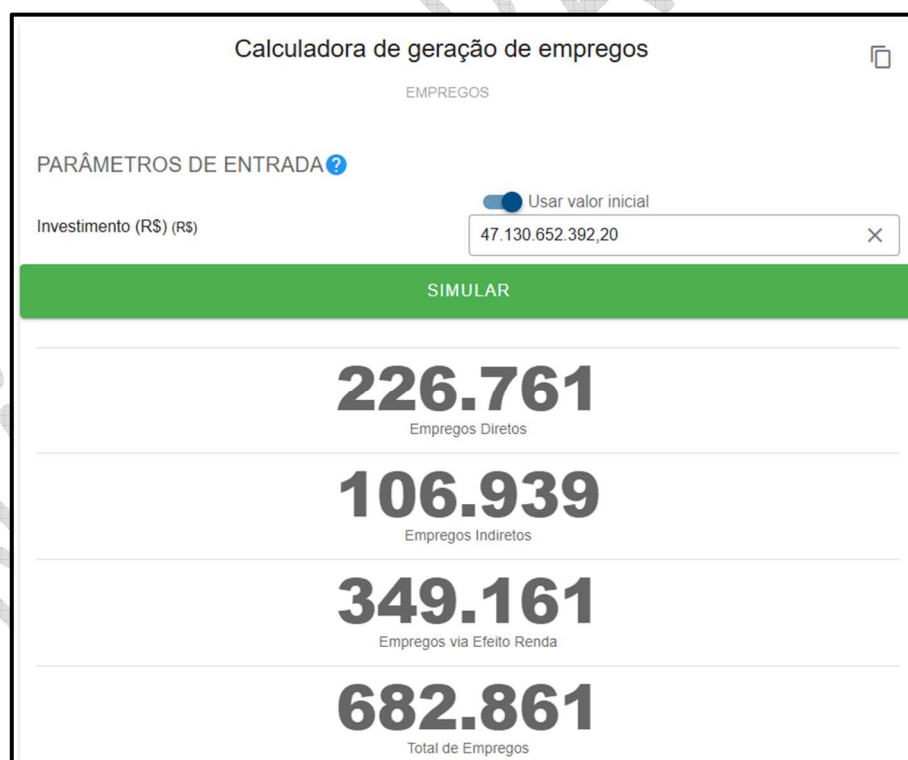 Calculadora de geração de empregos
EMPREGOS
PARÂMETROS DE ENTRADA?
Usar valor inicial
Investimento (R$) (R$)
47.130.652.392,20
SIMULAR
226.761
Empregos Diretos
106.939
Empregos Indiretos
349.161
Empregos via Efeito Renda
682.861
Total de Empregos